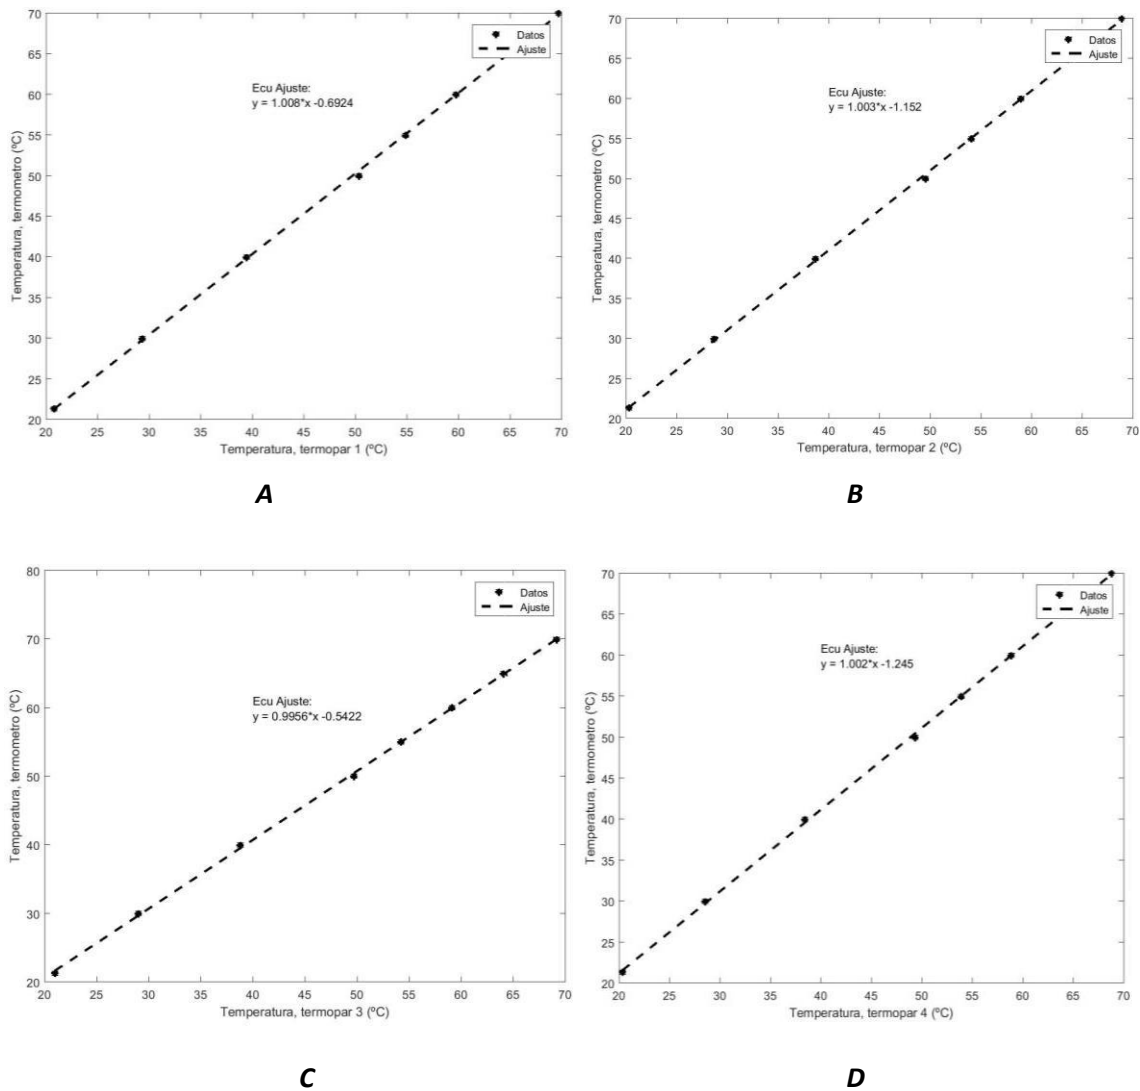 70
65
60
55
50
45
40
35
30
25
20
Temperatura, termometro (ºC)
Datos
Ajuste
Ecu Ajuste:
y = 1.008*x -0.6924
20 25 30 35 40 45 50 55 60 65 70
Temperatura, termopar 1 (ºC)
A
70
65
60
55
50
45
40
35
30
25
20
Temperatura, termometro (ºC)
Datos
Ajuste
Ecu Ajuste:
y = 1.003*x -1.152
20 25 30 35 40 45 50 55 60 65 70
Temperatura, termopar 2 (ºC)
B
80
70
60
50
40
30
20
Temperatura, termometro (ºC)
Datos
Ajuste
Ecu Ajuste:
y = 0.9956*x -0.5422
20 25 30 35 40 45 50 55 60 65 70
Temperatura, termopar 3 (ºC)
C
70
65
60
55
50
45
40
35
30
25
20
Temperatura, termometro (ºC)
Datos
Ajuste
Ecu Ajuste:
y = 1.002*x -1.245
20 25 30 35 40 45 50 55 60 65 70
Temperatura, termopar 4 (ºC)
D